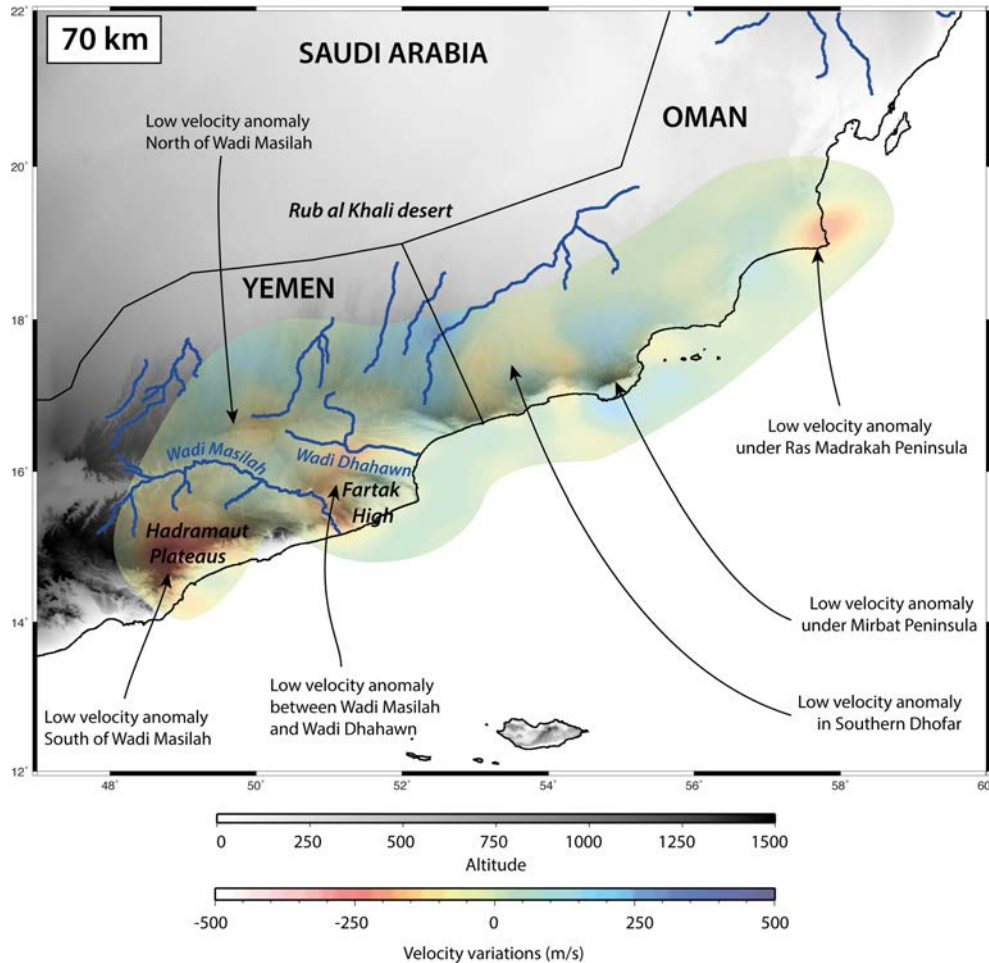 22°
70 km
SAUDI ARABIA
OMAN
Low velocity anomaly
North of Wadi Masilah
20°
Rub al Khali desert
YEMEN
18°
Low velocity anomaly
under Ras Madrakah Peninsula
Wadi Masilah
Wadi Dhahawn
16°
Fartak
High
Hadramaut
Plateaus
Low velocity anomaly
under Mirbat Peninsula
14°
Low velocity anomaly
between Wadi Masilah
and Wadi Dhahawn
Low velocity anomaly
South of Wadi Masilah
Low velocity anomaly
in Southern Dhofar
12°
48° 50° 52° 54° 56° 58° 60
0 250 500 750 1000 1250 1500
Altitude
-500 -250 0 250 500
Velocity variations (m/s)